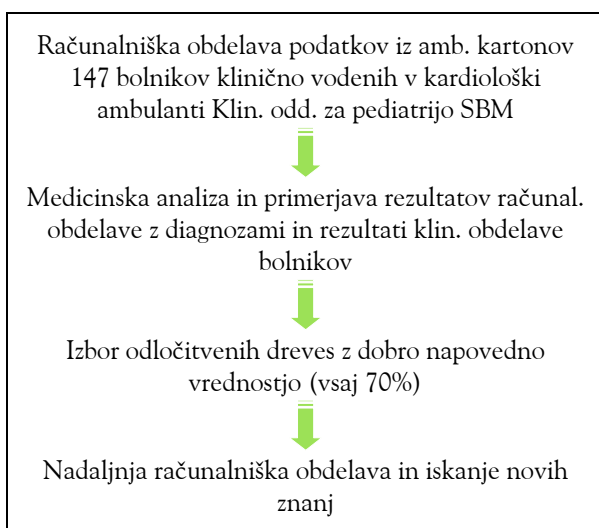 Računalniška obdelava podatkov iz amb. kartonov
147 bolnikov klinično vodenih v kardiološki
ambulanti Klin. odd. za pediatrijo SBM
Medicinska analiza in primerjava rezultatov računal.
obdelave z diagnozami in rezultati klin. obdelave
bolnikov
Izbor odločitvenih dreves z dobro napovedno
vrednostjo (vsaj 70%)
Nadaljnja računalniška obdelava in iskanje novih
znanj